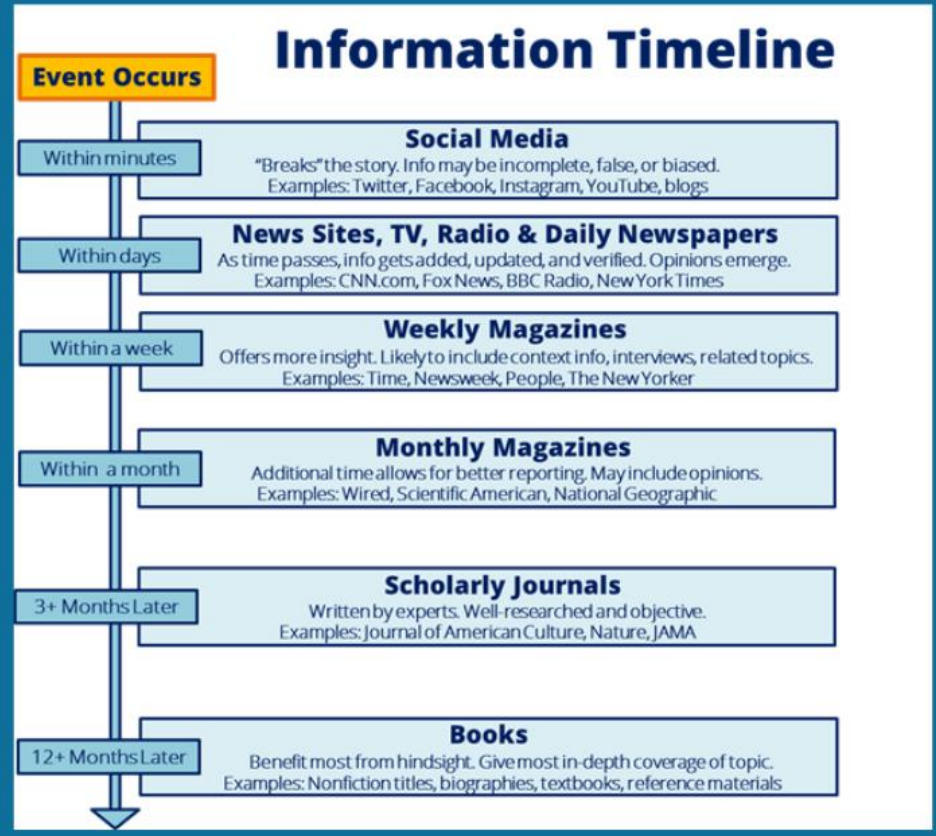 Information Timeline
Event Occurs
Within minutes
Social Media
"Breaks" the story. Info may be incomplete, false, or biased.
Examples: Twitter, Facebook, Instagram, YouTube, blogs
Within days
News Sites, TV, Radio & Daily Newspapers
As time passes, info gets added, updated, and verified. Opinions emerge.
Examples: CNN.com, Fox News, BBC Radio, New York Times
Within a week
Weekly Magazines
Offers more insight. Likely to include context info, interviews, related topics.
Examples: Time, Newsweek, People, The New Yorker
Within a month
Monthly Magazines
Additional time allows for better reporting. May include opinions.
Examples: Wired, Scientific American, National Geographic
3+ Months Later
Scholarly Journals
Written by experts. Well-researched and objective.
Examples: Journal of American Culture, Nature, JAMA
12+ Months Later
Books
Benefit most from hindsight. Give most in-depth coverage of topic.
Examples: Nonfiction titles, biographies, textbooks, reference materials